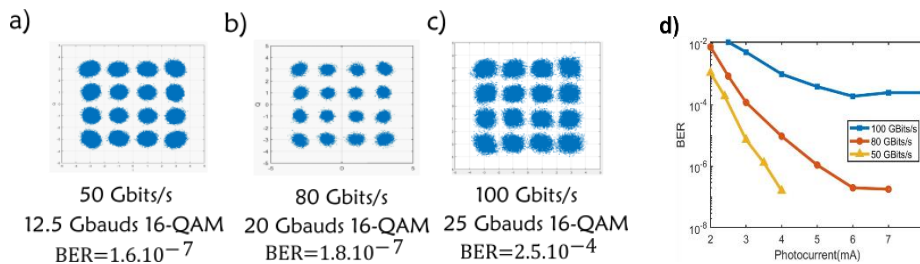 a)
b)
c)
d)
50 Gbits/s
12.5 Gbauds 16-QAM
BER=1.6.10⁻⁷
80 Gbits/s
20 Gbauds 16-QAM
BER=1.8.10⁻⁷
100 Gbits/s
25 Gbauds 16-QAM
BER=2.5.10⁻⁴
BER
10⁻²
10⁻⁴
10⁻⁶
10⁻⁸
100 GBits/s
80 GBits/s
50 GBits/s
2 3 4 5 6 7
Photocurrent(mA)